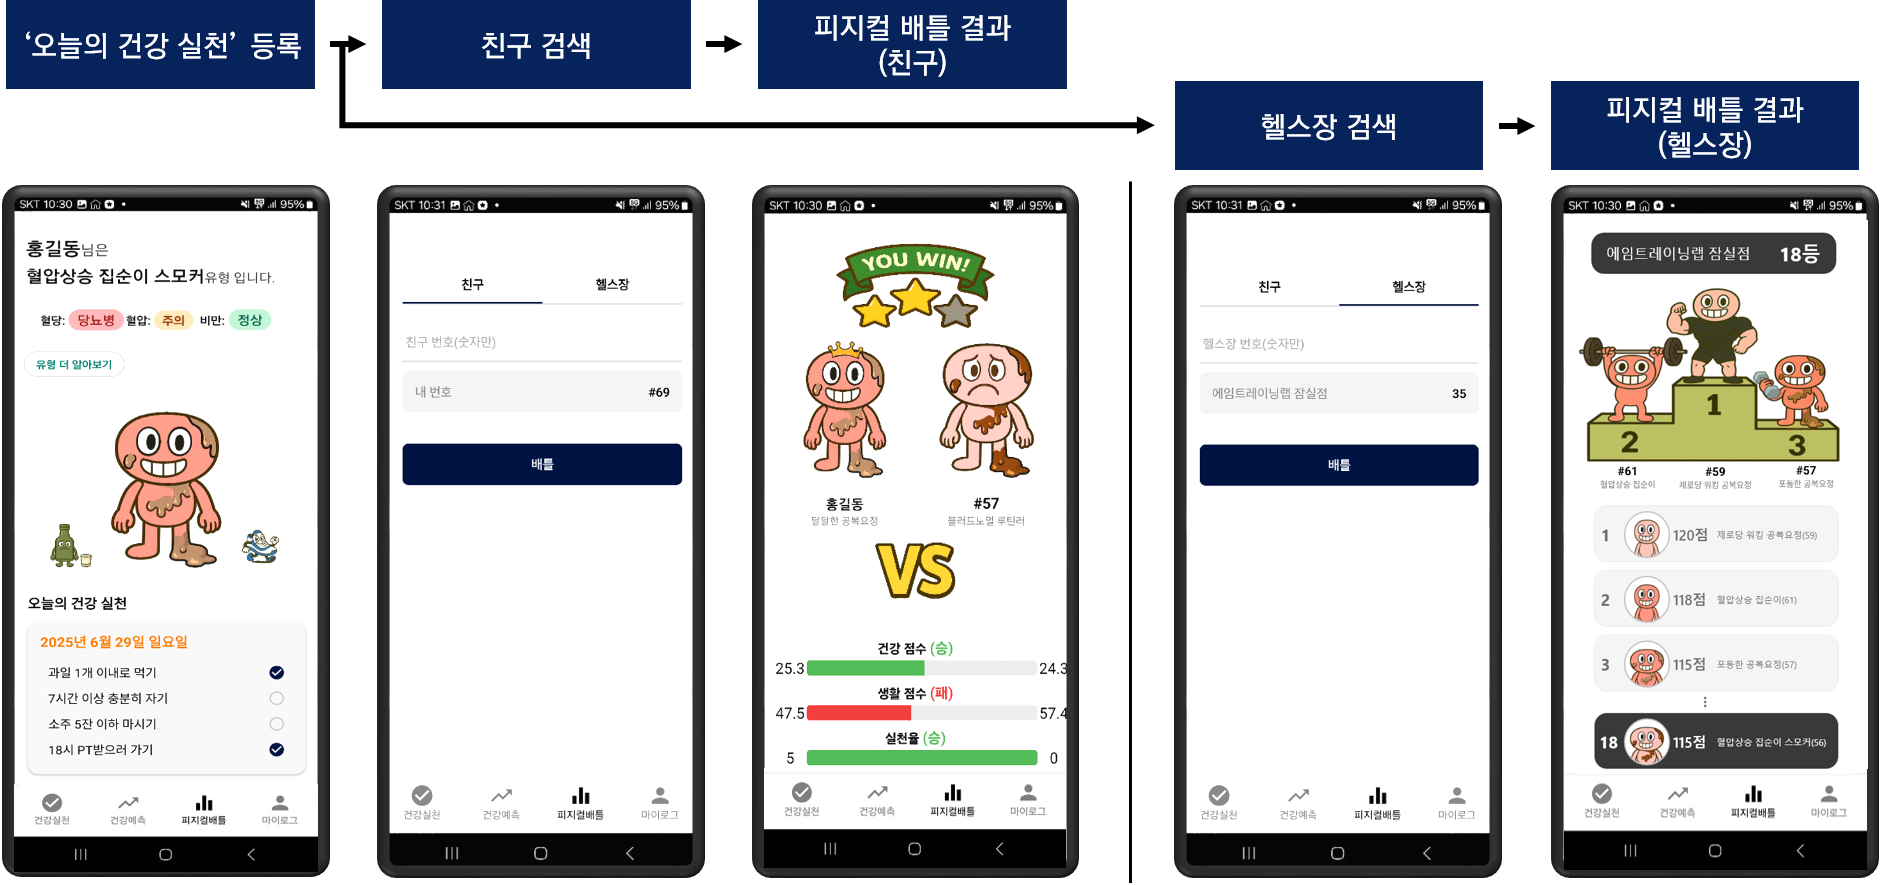 ‘오늘의 건강 실천’ 등록
친구 검색
피지컬 배틀 결과
(친구)
헬스장 검색
피지컬 배틀 결과
(헬스장)
SKT 10:30
95%
홍길동님은
혈압상승 집순이 스모커유형 입니다.
혈당: 당뇨병 혈압: 주의 비만: 정상
유형 더 알아보기
오늘의 건강 실천
2025년 6월 29일 일요일
과일 1개 이내로 먹기
7시간 이상 충분히 자기
소주 5잔 이하 마시기
18시 PT받으러 가기
건강실천 건강예측 피지컬배틀 마이로그
SKT 10:31
95%
친구 헬스장
친구 번호(숫자만)
내 번호 #69
배틀
건강실천 건강예측 피지컬배틀 마이로그
SKT 10:30
95%
YOU WIN!
홍길동 #57
달달한 공복요정 블러드노멀 루틴러
VS
건강 점수 (승)
25.3 24.3
생활 점수 (패)
47.5 57.4
실천율 (승)
5 0
건강실천 건강예측 피지컬배틀 마이로그
SKT 10:31
95%
친구 헬스장
헬스장 번호(숫자만)
에임트레이닝랩 잠실점 35
배틀
건강실천 건강예측 피지컬배틀 마이로그
SKT 10:30
95%
에임트레이닝랩 잠실점 18등
1
2
3
#61 #59 #57
혈압상승 집순이 제로당 워킹 공복요정 포동한 공복요정
1 120점 제로당 워킹 공복요정(59)
2 118점 혈압상승 집순이(61)
3 115점 포동한 공복요정(57)
18 115점 혈압상승 집순이 스모커(56)
건강실천 건강예측 피지컬배틀 마이로그